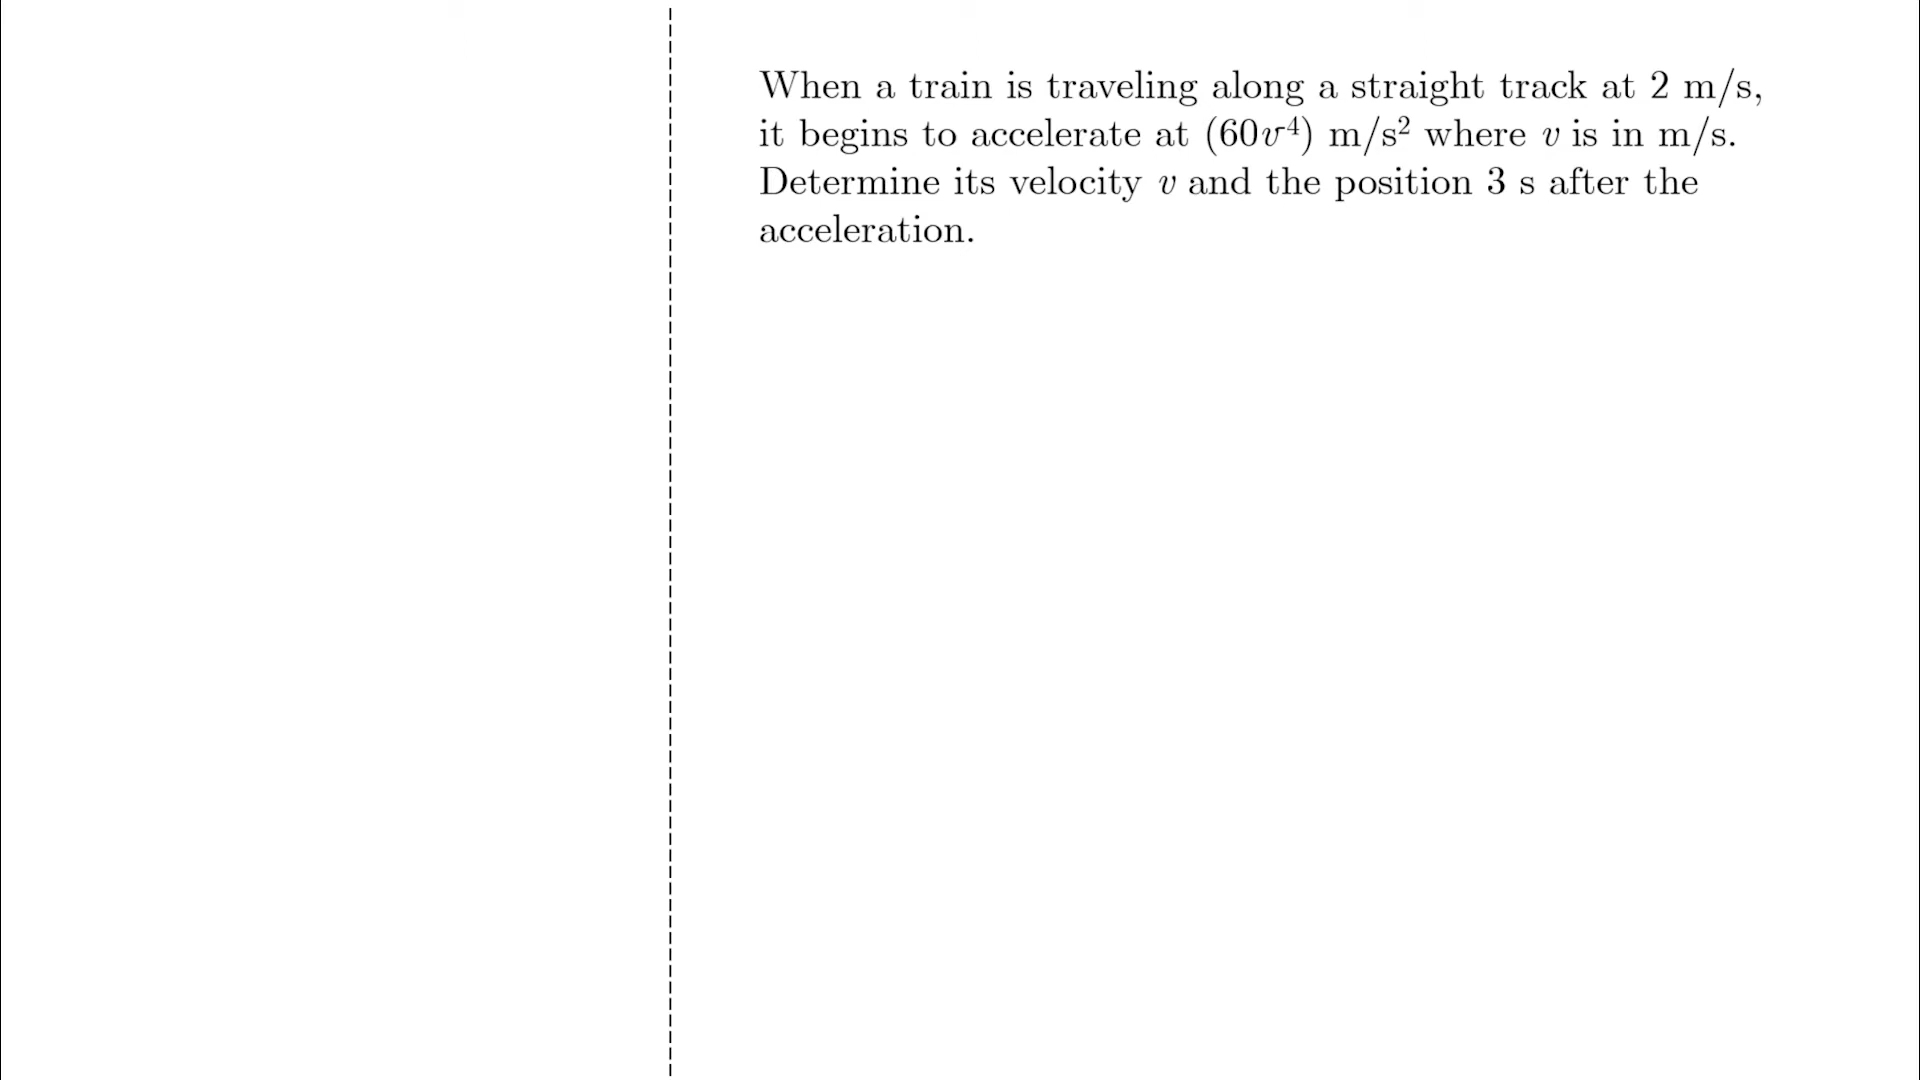 When a train is traveling along a straight track at 2 m/s,
it begins to accelerate at (60v⁴) m/s² where v is in m/s.
Determine its velocity v and the position 3 s after the
acceleration.